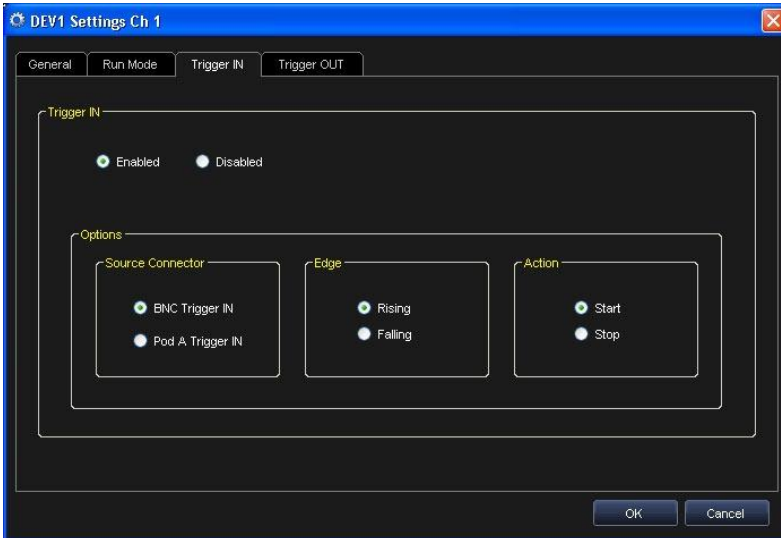 DEV1 Settings Ch 1
General Run Mode Trigger IN Trigger OUT
Trigger IN
Enabled Disabled
Options
Source Connector Edge Action
BNC Trigger IN Rising Start
Pod A Trigger IN Falling Stop
OK Cancel